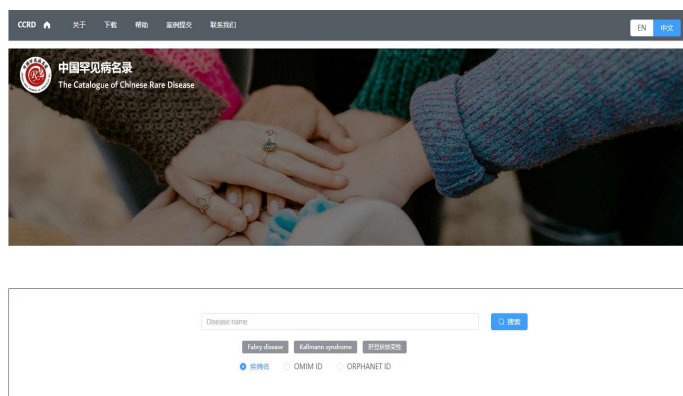 CCRD 关于 下载 帮助 案例提交 联系我们 EN 中文
中国罕见病名录
The Catalogue of Chinese Rare Disease
Disease name 搜索
Fabry disease Kallmann syndrome 肝豆状核变性
疾病名 OMIM ID ORPHANET ID